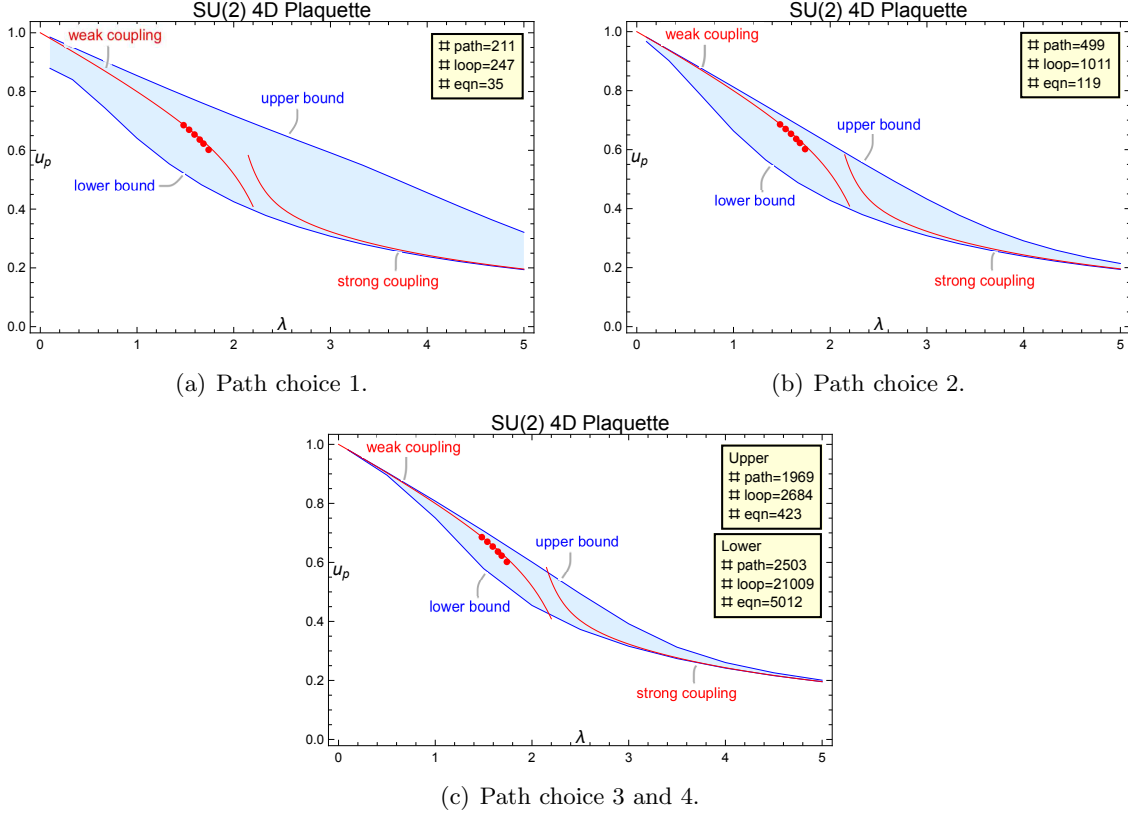 SU(2) 4D Plaquette
weak coupling
# path=211
# loop=247
# eqn=35
upper bound
lower bound
strong coupling
u_p
λ
1.0
0.8
0.6
0.4
0.2
0.0
0 1 2 3 4 5
(a) Path choice 1.
SU(2) 4D Plaquette
weak coupling
# path=499
# loop=1011
# eqn=119
upper bound
lower bound
strong coupling
u_p
λ
1.0
0.8
0.6
0.4
0.2
0.0
0 1 2 3 4 5
(b) Path choice 2.
SU(2) 4D Plaquette
weak coupling
Upper
# path=1969
# loop=2684
# eqn=423
Lower
# path=2503
# loop=21009
# eqn=5012
upper bound
lower bound
strong coupling
u_p
λ
1.0
0.8
0.6
0.4
0.2
0.0
0 1 2 3 4 5
(c) Path choice 3 and 4.